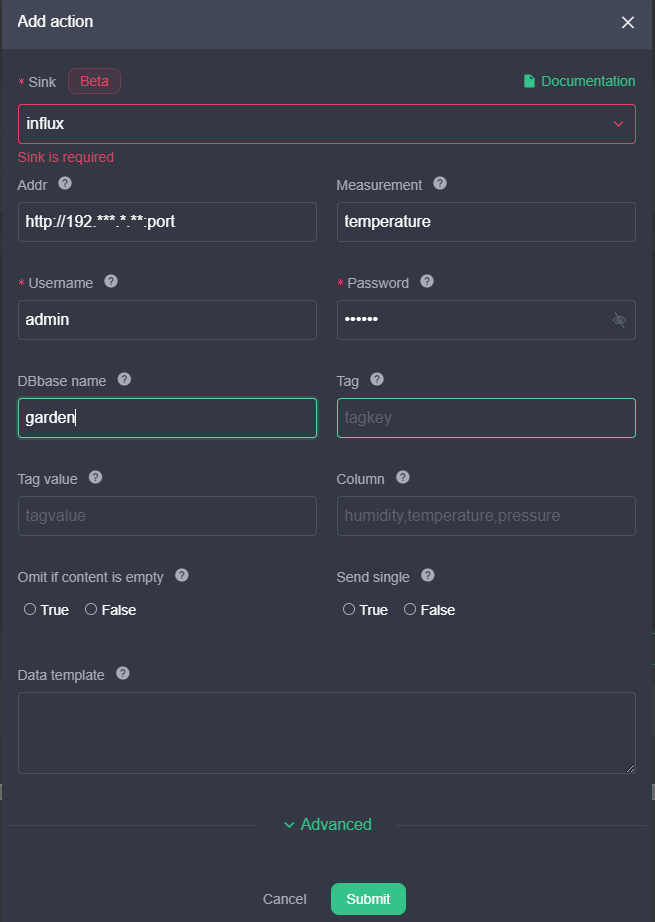 Add action
* Sink Beta Documentation
influx
Sink is required
Addr ? Measurement ?
http://192.***.*.**:port temperature
* Username ? * Password ?
admin ••••••
DBbase name ? Tag ?
garden tagkey
Tag value ? Column ?
tagvalue humidity,temperature,pressure
Omit if content is empty ? Send single ?
True False True False
Data template ?
Advanced
Cancel Submit